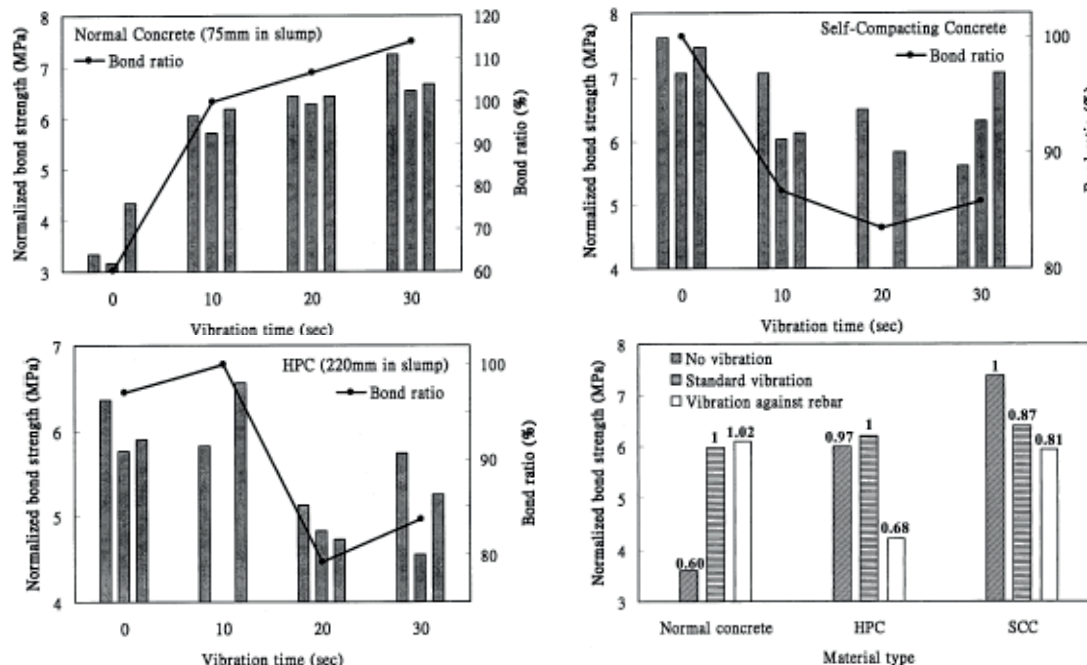 Normal Concrete (75mm in slump)
Bond ratio
Normalized bond strength (MPa)
8
7
6
5
4
3
Bond ratio (%)
120
110
100
90
80
70
60
0 10 20 30
Vibration time (sec)
Self-Compacting Concrete
Bond ratio
Normalized bond strength (MPa)
8
7
6
5
4
100
90
80
0 10 20 30
Vibration time (sec)
HPC (220mm in slump)
Bond ratio
Normalized bond strength (MPa)
7
6
5
4
Bond ratio (%)
100
90
80
0 10 20 30
Vibration time (sec)
No vibration
Standard vibration
Vibration against rebar
Normalized bond strength (MPa)
8
7
6
5
4
3
0.60 1 1.02
0.97 1 0.68
1 0.87 0.81
Normal concrete HPC SCC
Material type